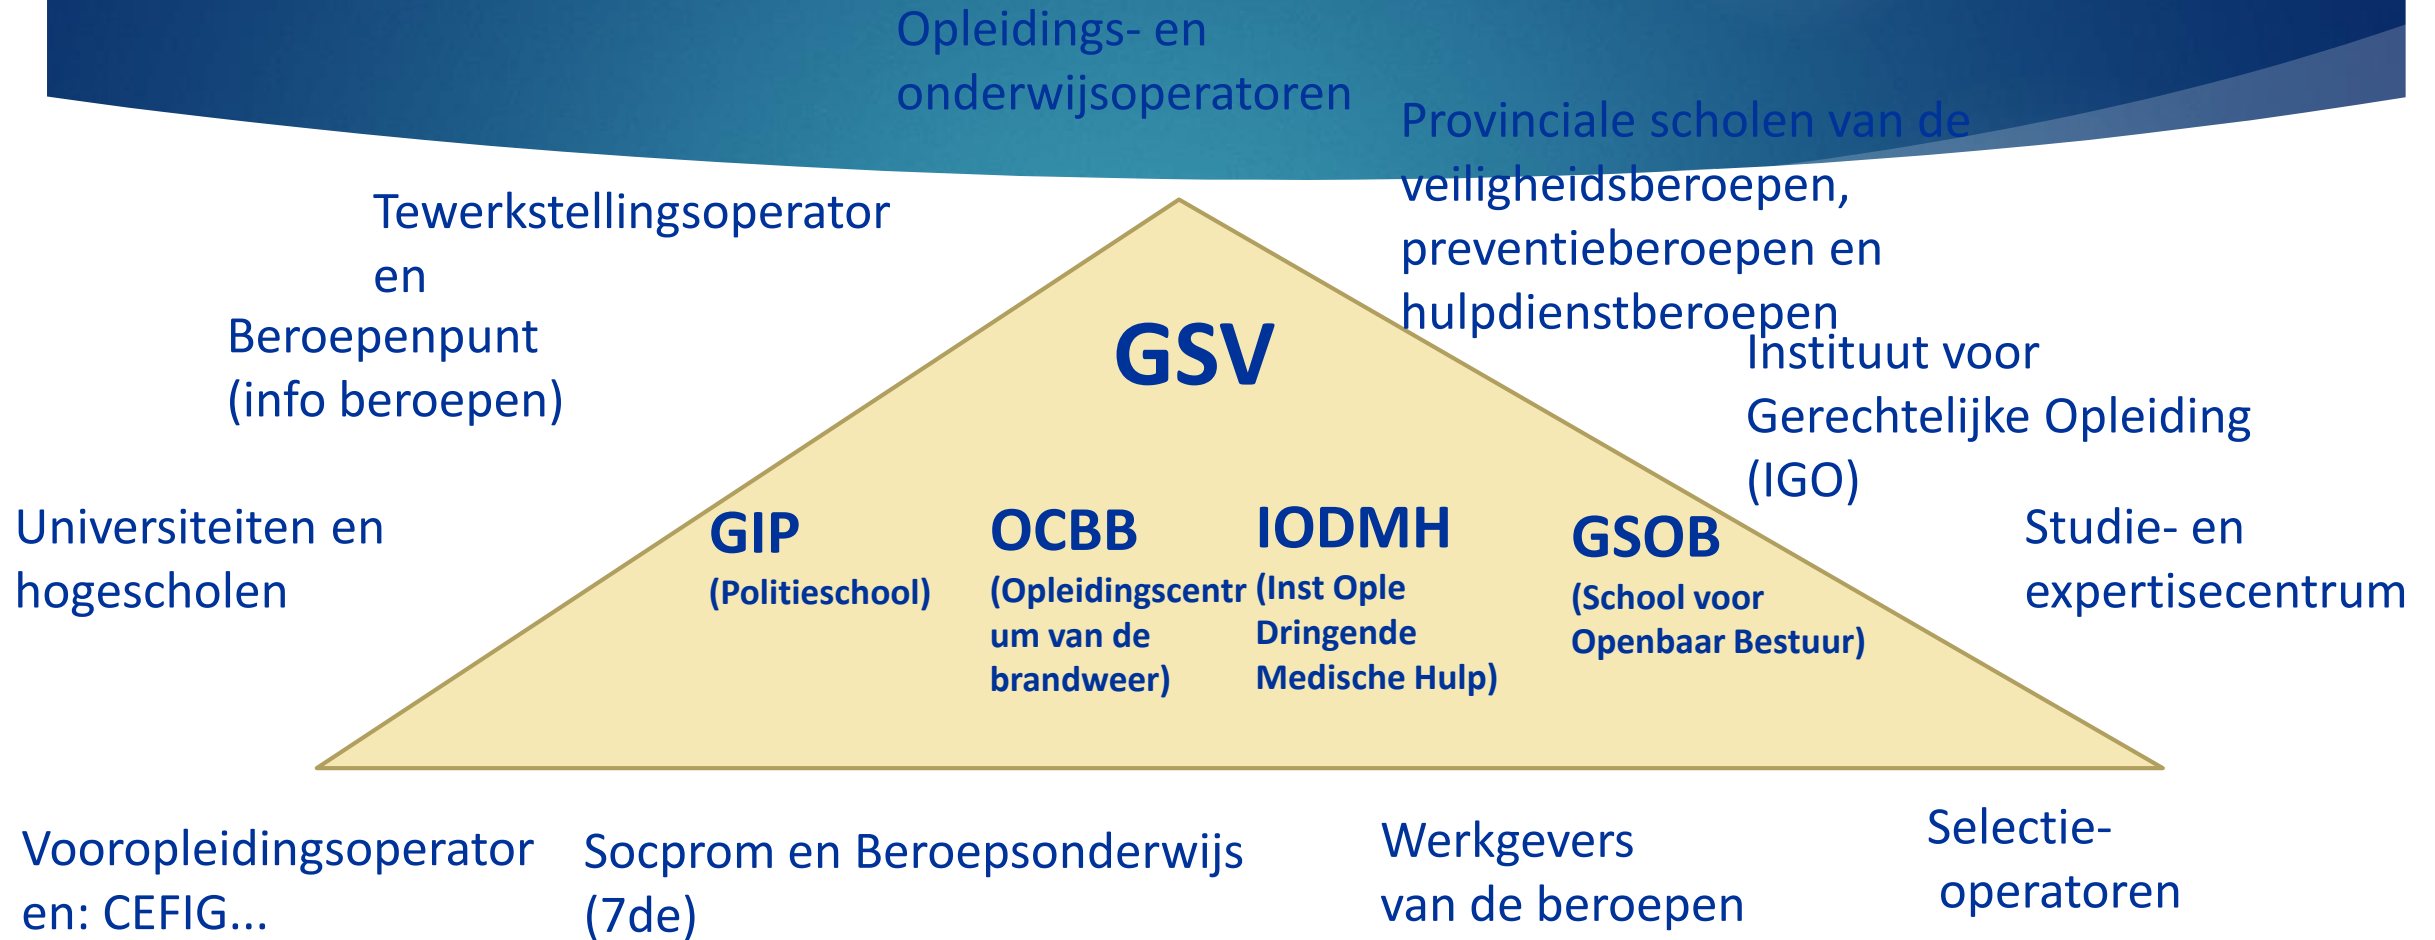 Opleidings- en
onderwijsoperatoren
Provinciale scholen van de
veiligheidsberoepen,
preventieberoepen en
hulpdienstberoepen
Tewerkstellingsoperator
en
Beroepenpunt
(info beroepen)
GSV
Instituut voor
Gerechtelijke Opleiding
(IGO)
Universiteiten en
hogescholen
GIP
(Politieschool)
OCBB
(Opleidingscentr
um van de
brandweer)
IODMH
(Inst Ople
Dringende
Medische Hulp)
GSOB
(School voor
Openbaar Bestuur)
Studie- en
expertisecentrum
Vooropleidingsoperator
en: CEFIG...
Socprom en Beroepsonderwijs
(7de)
Werkgevers
van de beroepen
Selectie-
operatoren